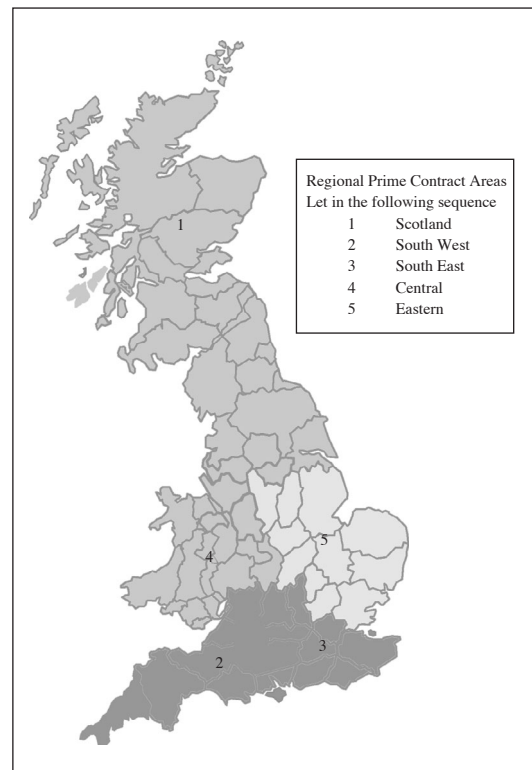 Regional Prime Contract Areas
Let in the following sequence
1 Scotland
2 South West
3 South East
4 Central
5 Eastern
1
5
4
3
2